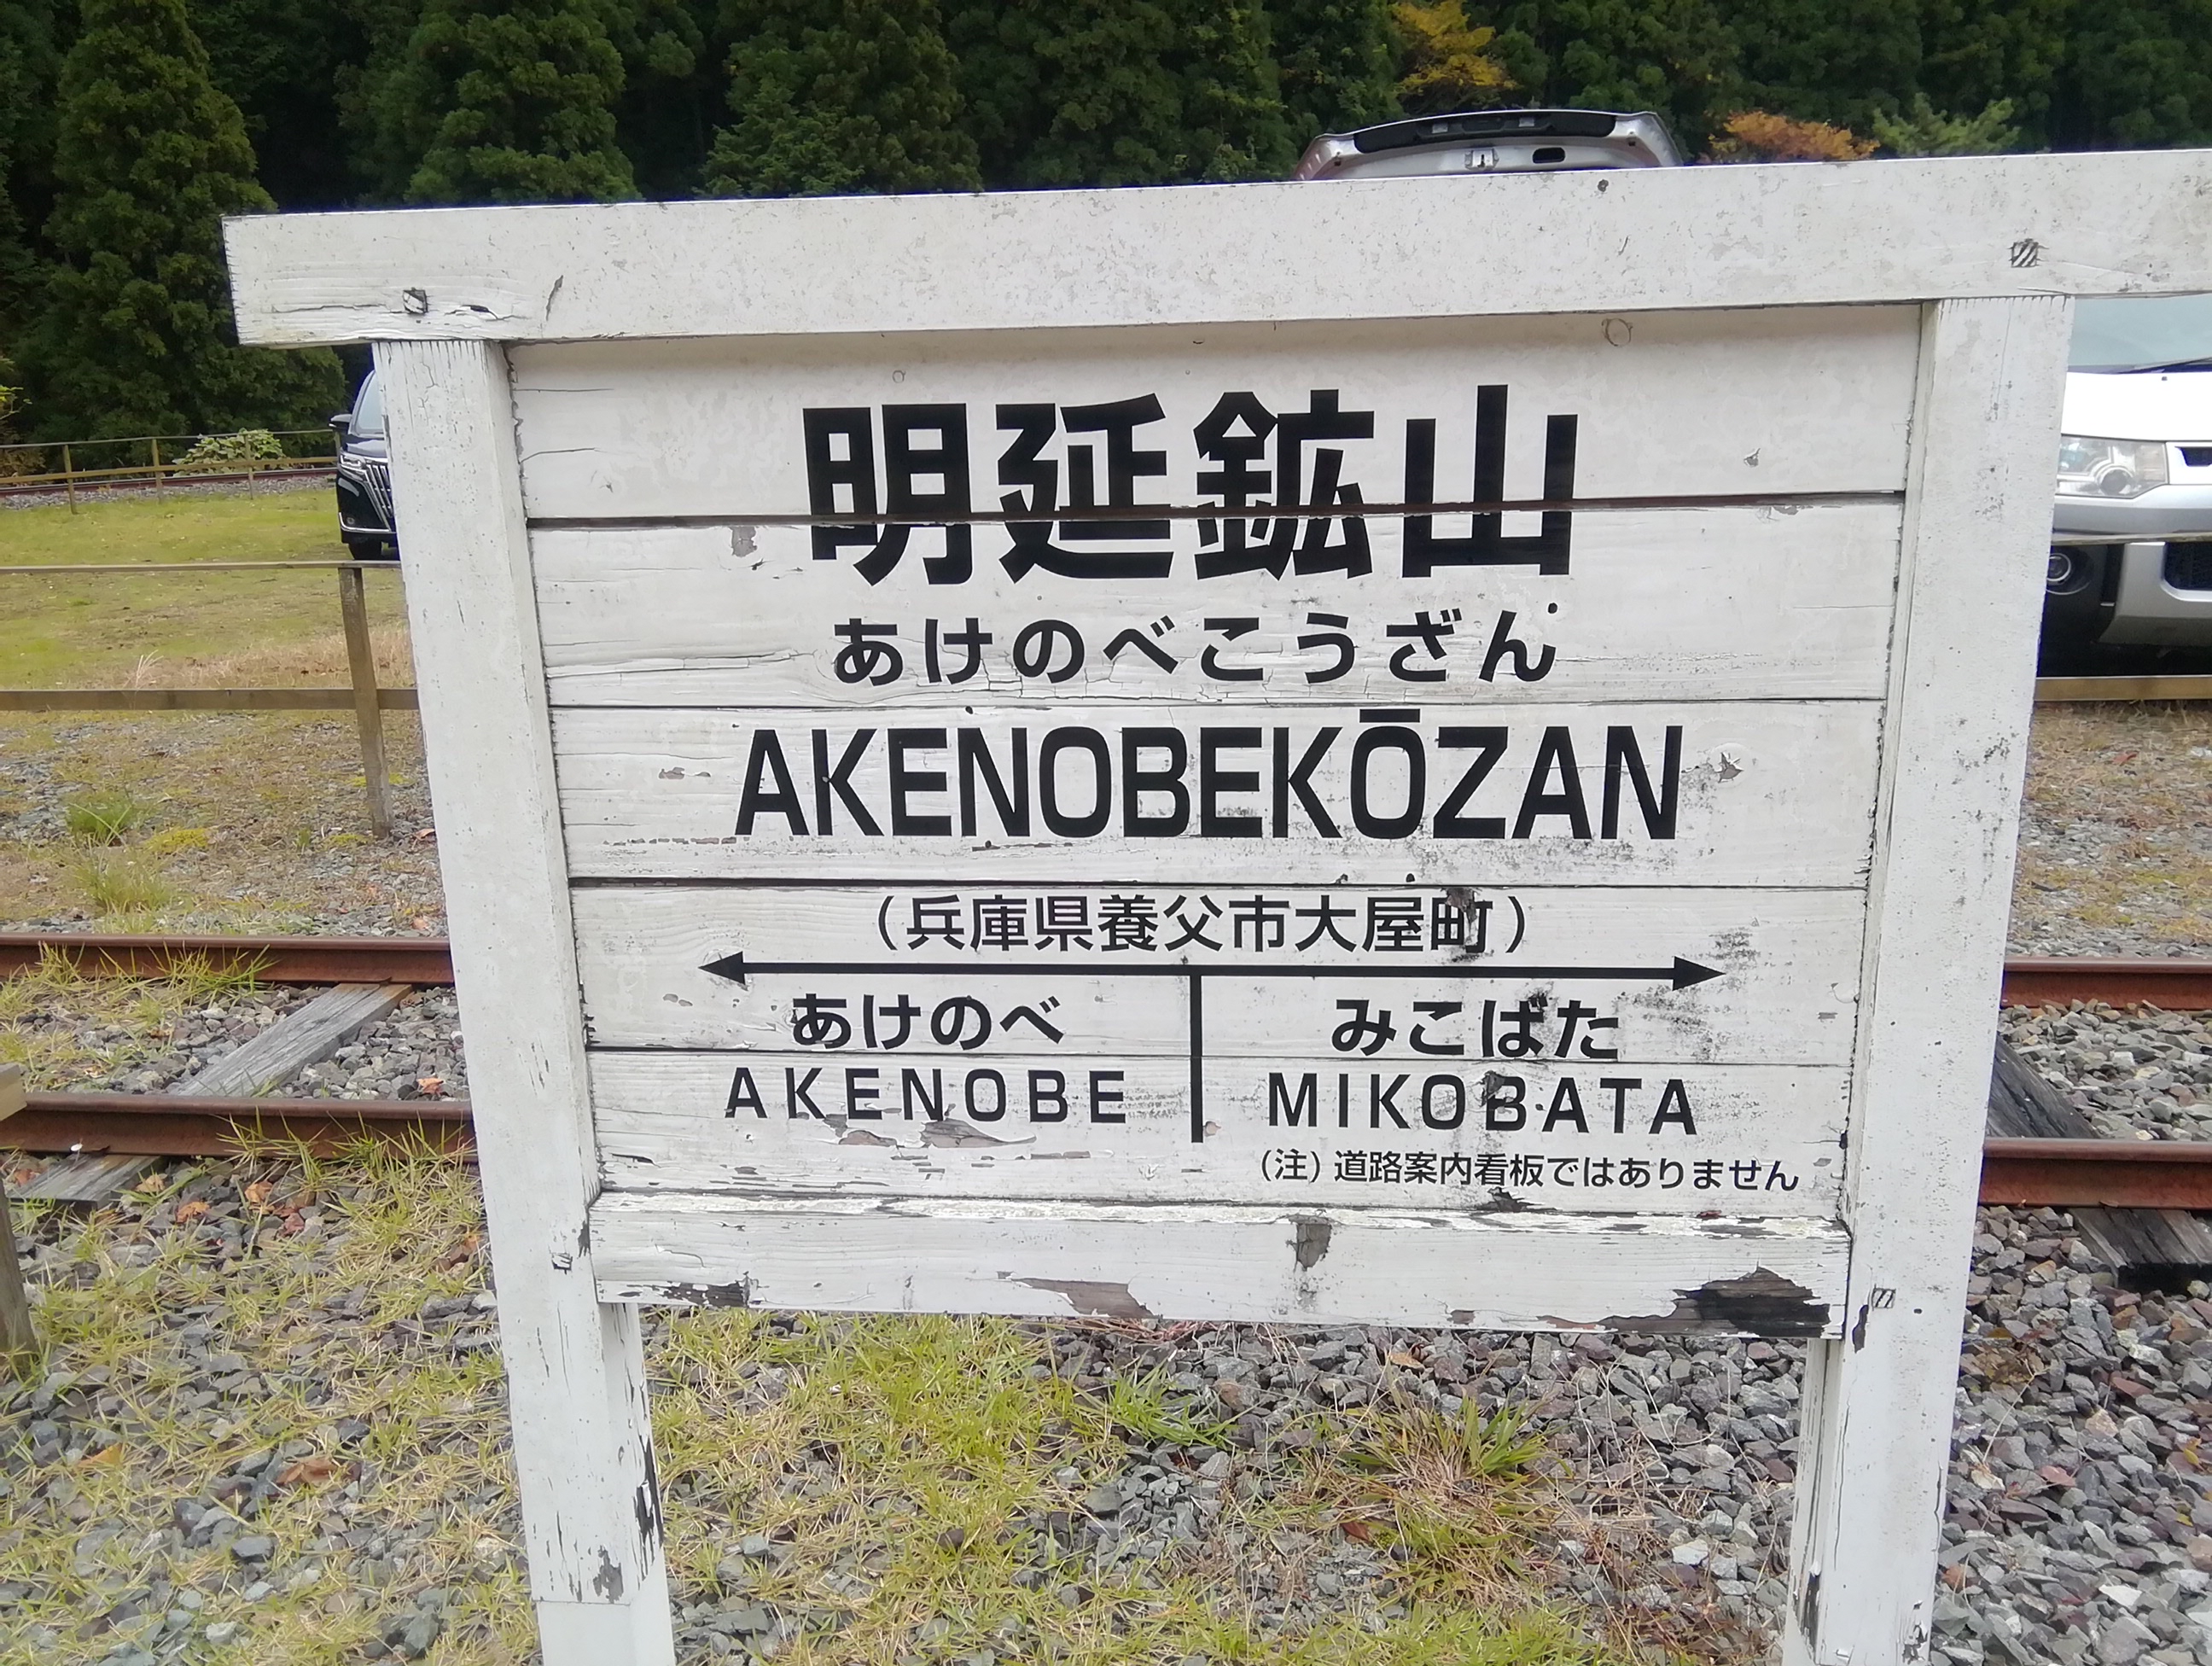 明延鉱山
あけのべこうざん
AKENOBEKŌZAN
（兵庫県養父市大屋町）
あけのべ みこばた
AKENOBE MIKOBATA
（注）道路案内看板ではありません